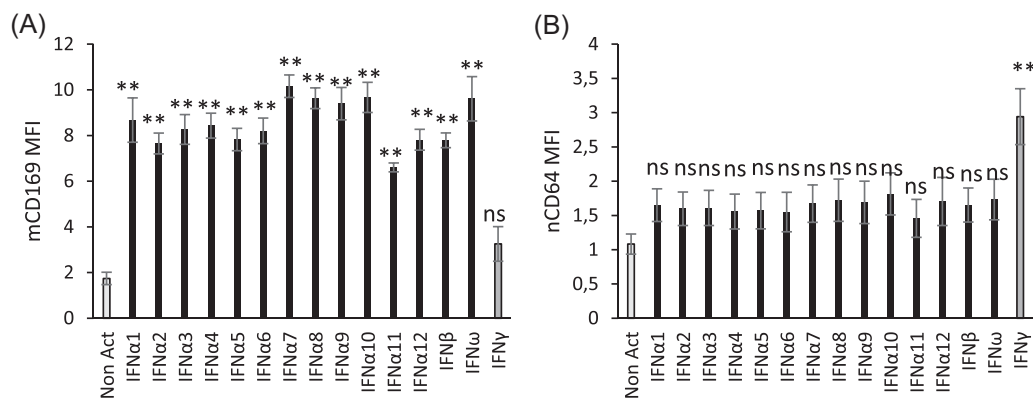 (A)
mCD169 MFI
12
10
8
6
4
2
0
** ** ** ** ** ** ** ** ** ** ** ** ** ** ns
Non Act IFNα1 IFNα2 IFNα3 IFNα4 IFNα5 IFNα6 IFNα7 IFNα8 IFNα9 IFNα10 IFNα11 IFNα12 IFNβ IFNω IFNγ
(B)
nCD64 MFI
4
3,5
3
2,5
2
1,5
1
0,5
0
ns ns ns ns ns ns ns ns ns ns ns ns ns ns **
Non Act IFNα1 IFNα2 IFNα3 IFNα4 IFNα5 IFNα6 IFNα7 IFNα8 IFNα9 IFNα10 IFNα11 IFNα12 IFNβ IFNω IFNγ